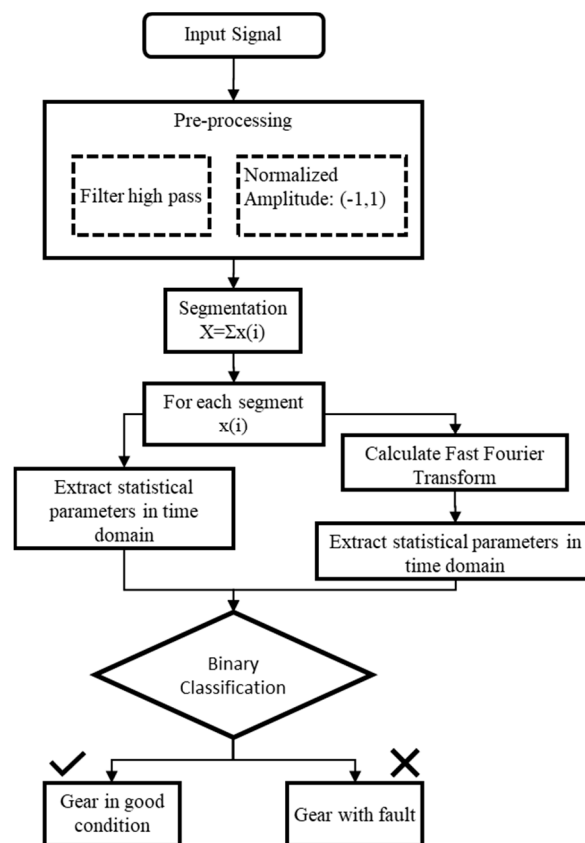 Input Signal
Pre-processing
Filter high pass
Normalized
Amplitude: (-1,1)
Segmentation
X=Σx(i)
For each segment
x(i)
Extract statistical
parameters in time
domain
Calculate Fast Fourier
Transform
Extract statistical parameters in
time domain
Binary
Classification
Gear in good
condition
Gear with fault